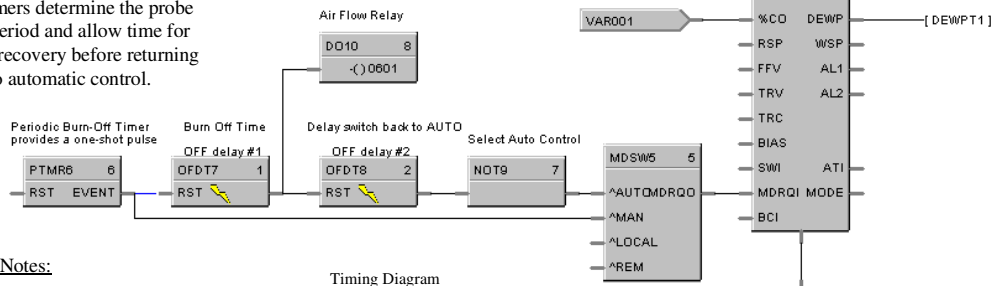 mers determine the probe
eriod and allow time for
recovery before returning
o automatic control.
Air Flow Relay
DO10 8
-( ) 0601
VAR001
%CO DEWP
[ DEWPT1 ]
RSP WSP
FFV AL1
TRV AL2
TRC
BIAS
SWI ATI
MDRQI MODE
BCI
Periodic Burn-Off Timer
provides a one-shot pulse
PTMR6 6
RST EVENT
Burn Off Time
OFF delay #1
OFDT7 1
RST
Delay switch back to AUTO
OFF delay #2
OFDT8 2
RST
Select Auto Control
NOT9 7
MDSW5 5
^AUTOMDRQO
^MAN
^LOCAL
^REM
Notes:
Timing Diagram